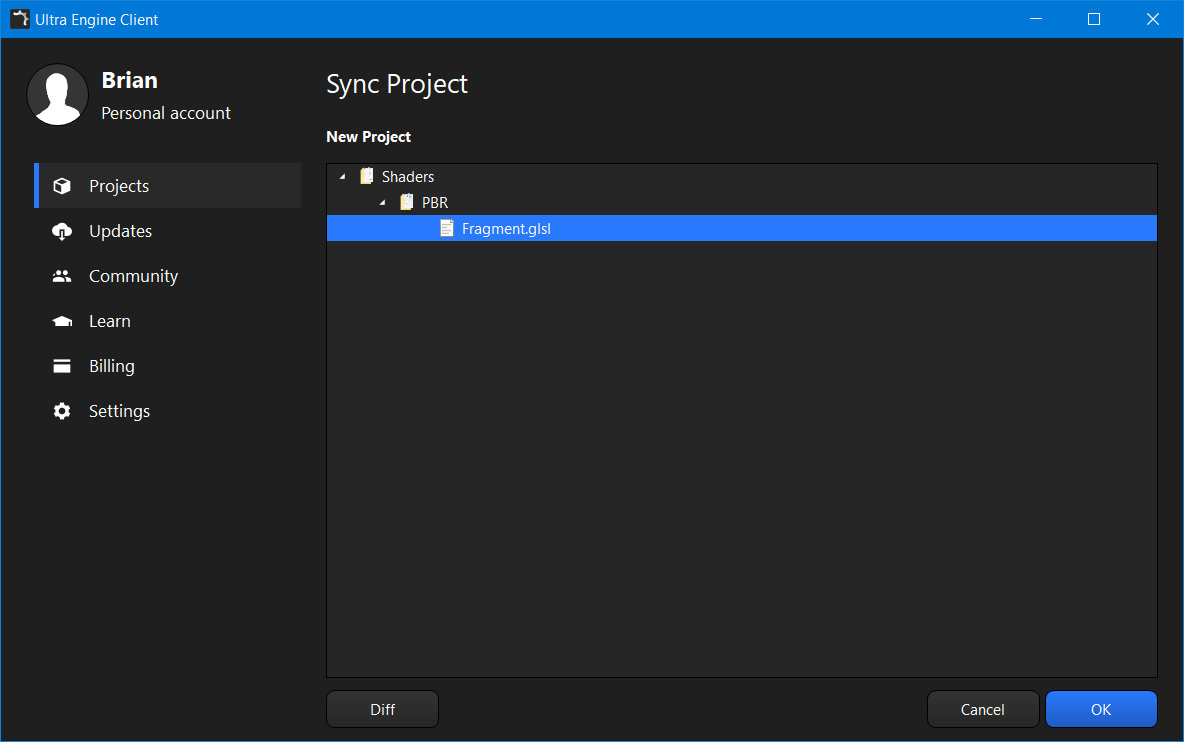 Ultra Engine Client
Brian
Personal account
Projects
Updates
Community
Learn
Billing
Settings
Sync Project
New Project
Shaders
PBR
Fragment.glsl
Diff
Cancel
OK